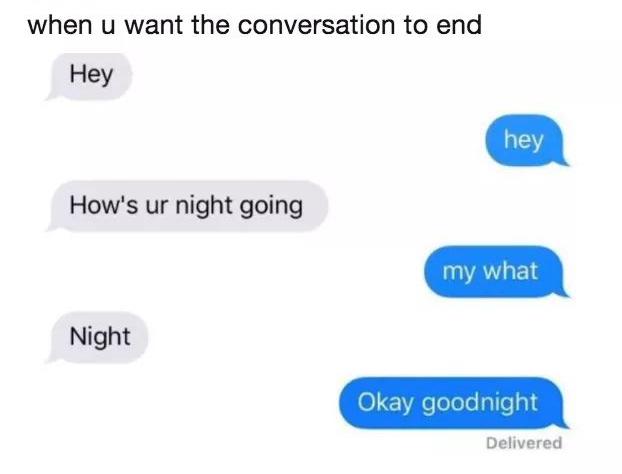 when u want the conversation to end
Hey
hey
How's ur night going
my what
Night
Okay goodnight
Delivered